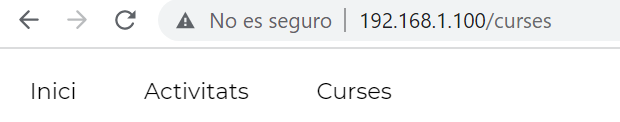 No es seguro | 192.168.1.100/curses
Inici Activitats Curses